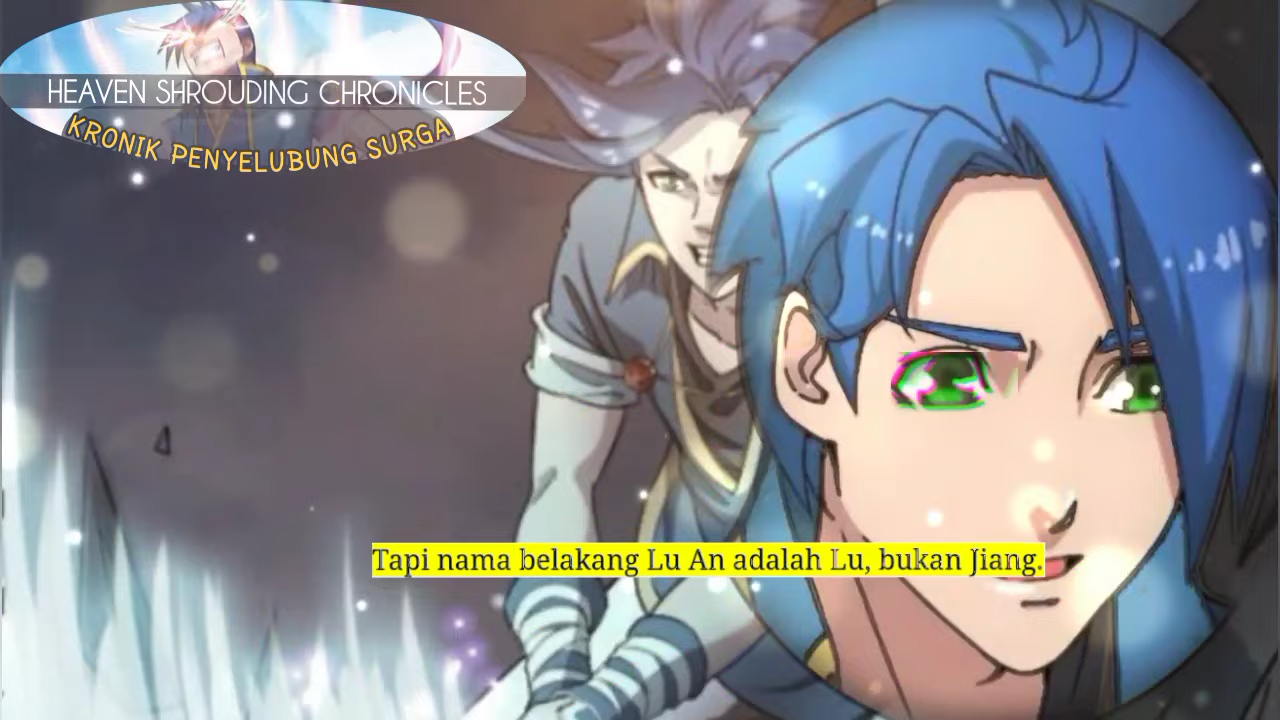 HEAVEN SHROUDING CHRONICLES
KRONIK PENYELUBUNG SURGA
Tapi nama belakang Lu An adalah Lu, bukan Jiang.